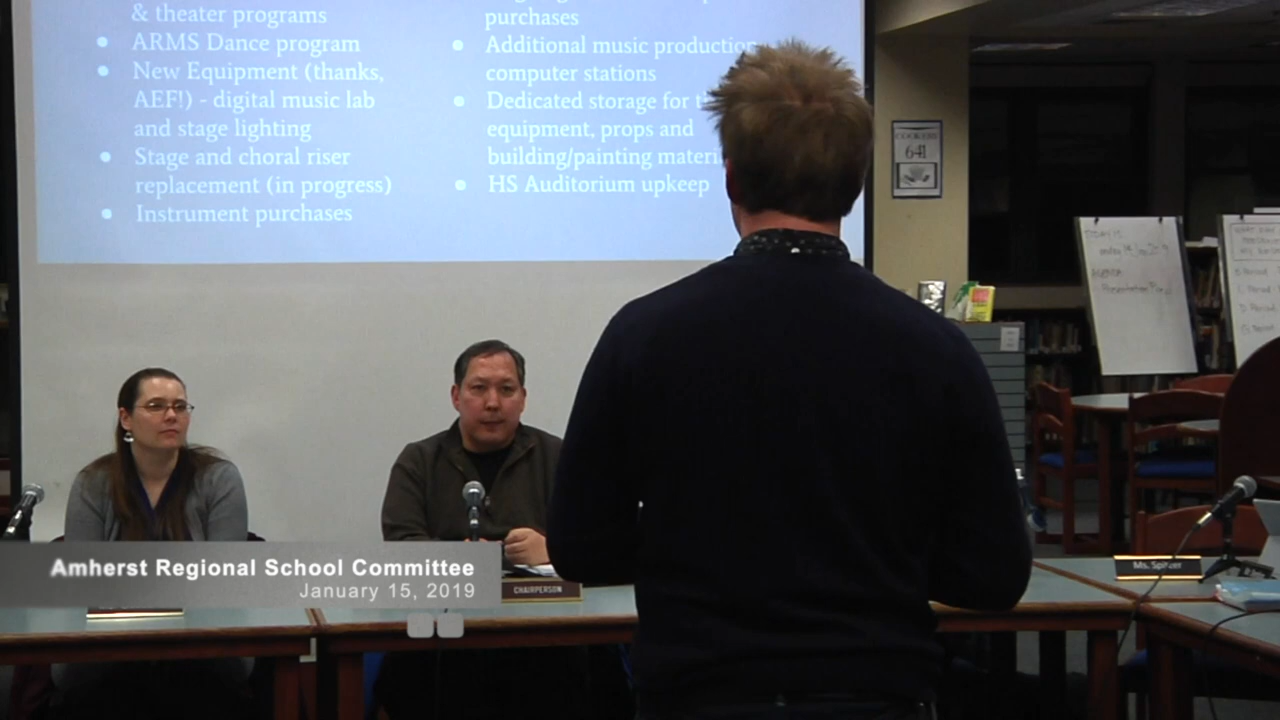 & theater programs
ARMS Dance program
New Equipment (thanks,
AEF!) - digital music lab
and stage lighting
Stage and choral riser
replacement (in progress)
Instrument purchases
purchases
Additional music production
computer stations
Dedicated storage for
equipment, props and
building/painting
HS Auditorium upkeep
641
AGENDA
Amherst Regional School Committee
January 15, 2019
CHAIRPERSON
Ms. Spitzer